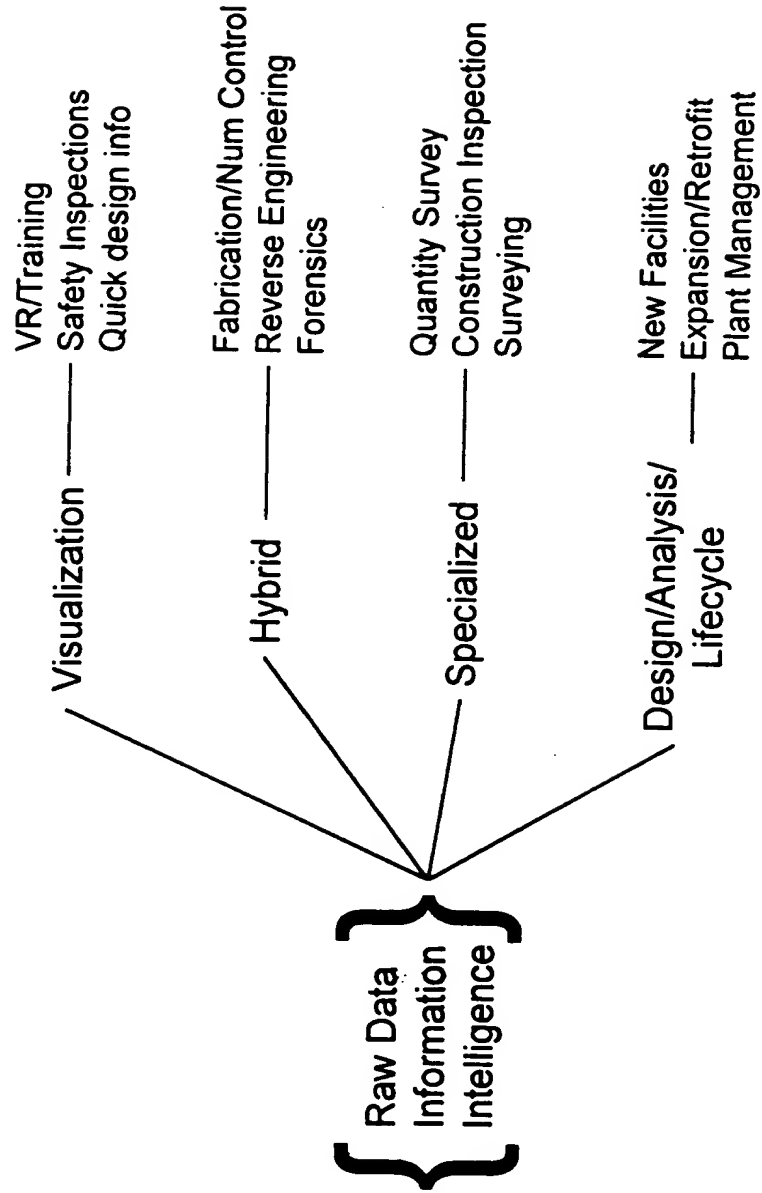 Raw Data
Information
Intelligence
Visualization
VR/Training
Safety Inspections
Quick design info
Hybrid
Fabrication/Num Control
Reverse Engineering
Forensics
Specialized
Quantity Survey
Construction Inspection
Surveying
Design/Analysis/
Lifecycle
New Facilities
Expansion/Retrofit
Plant Management